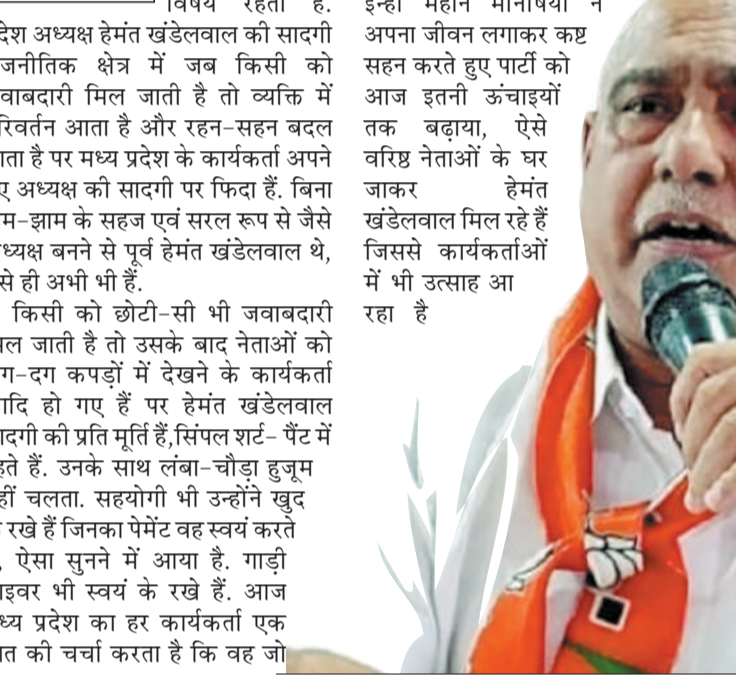 विषय रहता है.
देश अध्यक्ष हेमंत खंडेलवाल की सादगी
जनीतिक क्षेत्र में जब किसी को
वाबदारी मिल जाती है तो व्यक्ति में
रिवर्तन आता है और रहन-सहन बदल
ाता है पर मध्य प्रदेश के कार्यकर्ता अपने
ए अध्यक्ष की सादगी पर फिदा हैं. बिना
म-झाम के सहज एवं सरल रूप से जैसे
ध्यक्ष बनने से पूर्व हेमंत खंडेलवाल थे,
से ही अभी भी हैं.
किसी को छोटी-सी भी जवाबदारी
मल जाती है तो उसके बाद नेताओं को
ग-दग कपड़ों में देखने के कार्यकर्ता
ादि हो गए हैं पर हेमंत खंडेलवाल
ादगी की प्रति मूर्ति हैं,सिंपल शर्ट- पैंट में
हते हैं. उनके साथ लंबा-चौड़ा हुजूम
हीं चलता. सहयोगी भी उन्होंने खुद
रखे हैं जिनका पेमेंट वह स्वयं करते
, ऐसा सुनने में आया है. गाड़ी
ाइवर भी स्वयं के रखे हैं. आज
ध्य प्रदेश का हर कार्यकर्ता एक
ात की चर्चा करता है कि वह जो
इन्हीं महान मनीषियों ने
अपना जीवन लगाकर कष्ट
सहन करते हुए पार्टी को
आज इतनी ऊंचाइयों
तक बढ़ाया, ऐसे
वरिष्ठ नेताओं के घर
जाकर हेमंत
खंडेलवाल मिल रहे हैं
जिससे कार्यकर्ताओं
में भी उत्साह आ
रहा है